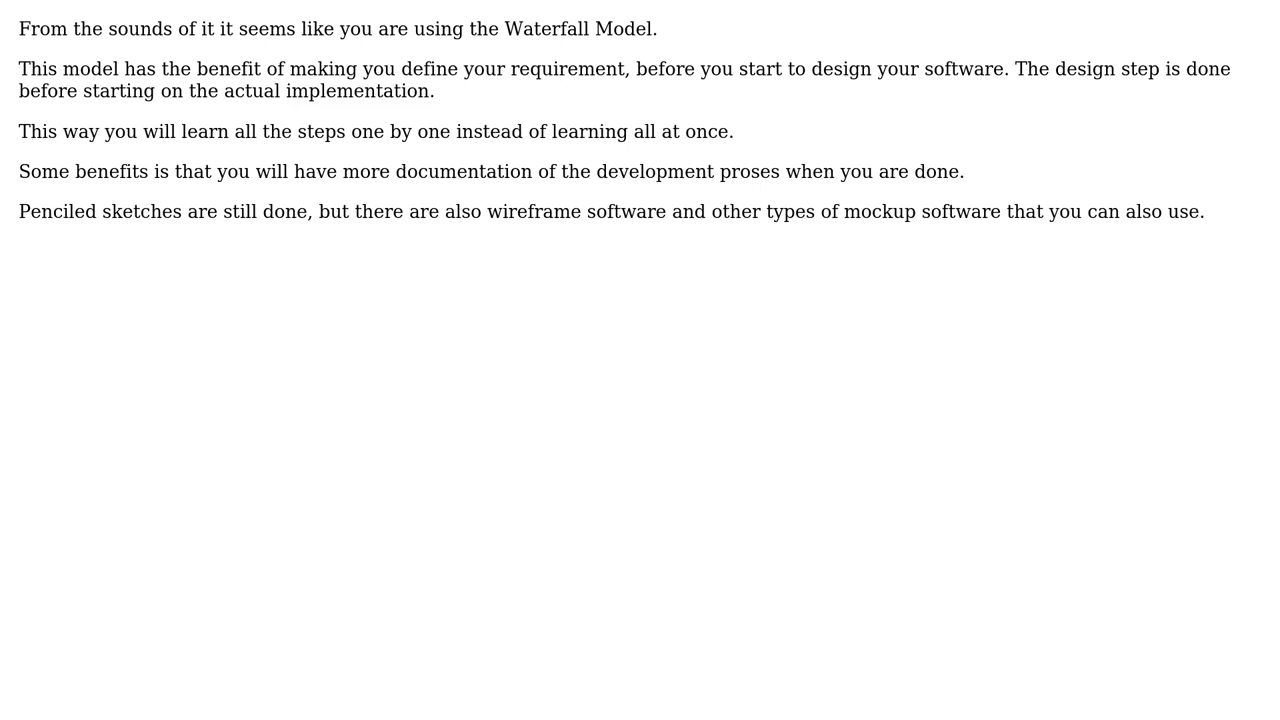 From the sounds of it it seems like you are using the Waterfall Model.
This model has the benefit of making you define your requirement, before you start to design your software. The design step is done
before starting on the actual implementation.
This way you will learn all the steps one by one instead of learning all at once.
Some benefits is that you will have more documentation of the development proses when you are done.
Penciled sketches are still done, but there are also wireframe software and other types of mockup software that you can also use.